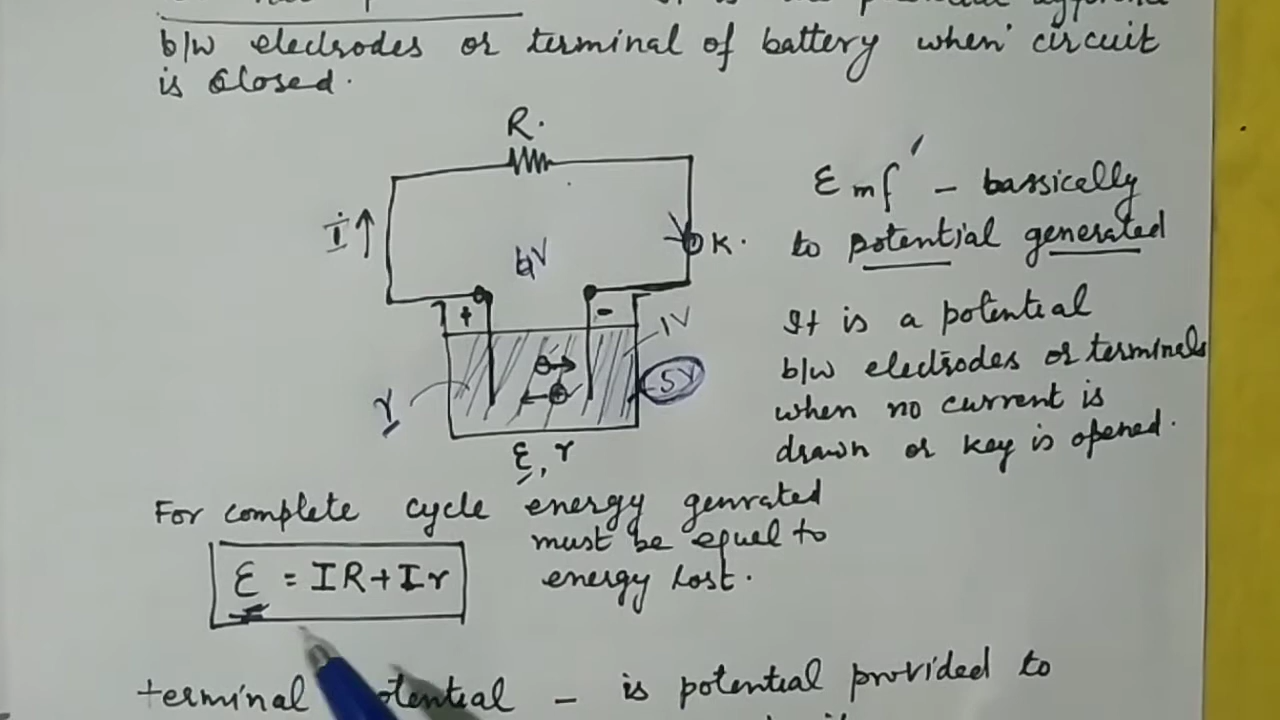 b/w electrodes or terminal of battery when circuit
is closed.
R.
I
6V
K.
+
-
1V
5V
r
ε, r
Emf - bassically
to potential generated
It is a potential
b/w electrodes or terminals
when no current is
drawn or key is opened.
For complete cycle energy genrated
must be equal to
energy lost.
ε = IR + Ir
terminal potential - is potential provided to